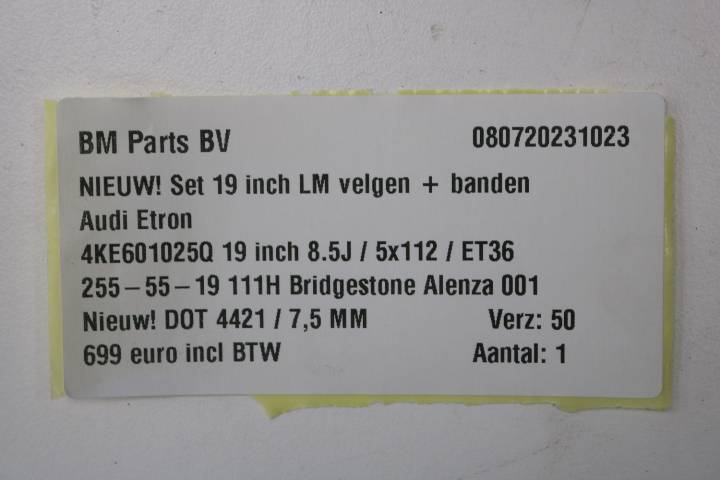 BM Parts BV 080720231023
NIEUW! Set 19 inch LM velgen + banden
Audi Etron
4KE601025Q 19 inch 8.5J / 5x112 / ET36
255-55-19 111H Bridgestone Alenza 001
Nieuw! DOT 4421 / 7,5 MM Verz: 50
699 euro incl BTW Aantal: 1